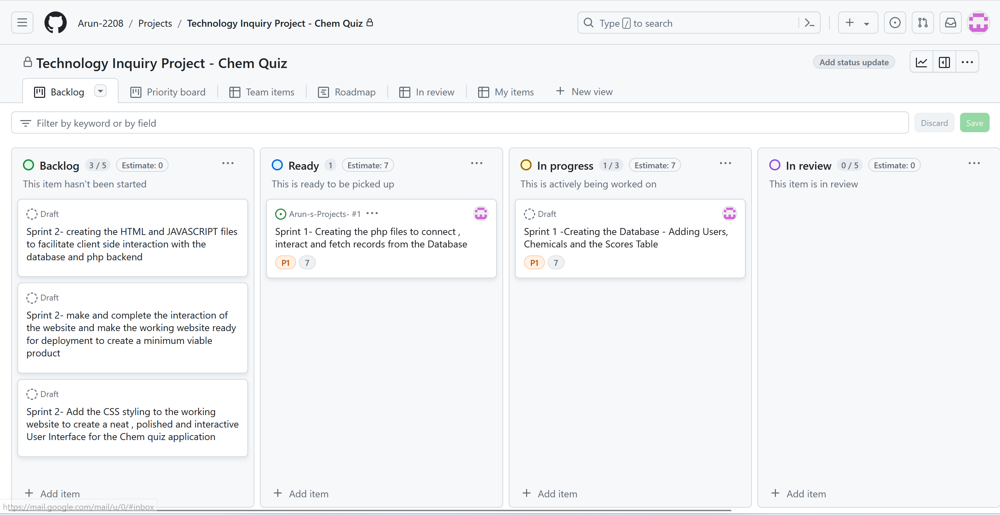 Arun-2208 / Projects / Technology Inquiry Project - Chem Quiz
Type / to search
Technology Inquiry Project - Chem Quiz
Add status update
Backlog
Priority board
Team items
Roadmap
In review
My items
New view
Filter by keyword or by field
Discard
Save
Backlog 3 / 5 Estimate: 0
This item hasn't been started
Draft
Sprint 2- creating the HTML and JAVASCRIPT files
to facilitate client side interaction with the
database and php backend
Draft
Sprint 2- make and complete the interaction of
the website and make the working website ready
for deployment to create a minimum viable
product
Draft
Sprint 2- Add the CSS styling to the working
website to create a neat , polished and interactive
User Interface for the Chem quiz application
Add item
Ready 1 Estimate: 7
This is ready to be picked up
Arun-s-Projects- #1
Sprint 1- Creating the php files to connect ,
interact and fetch records from the Database
P1 7
Add item
In progress 1 / 3 Estimate: 7
This is actively being worked on
Draft
Sprint 1 -Creating the Database - Adding Users,
Chemicals and the Scores Table
P1 7
Add item
In review 0 / 5 Estimate: 0
This item is in review
Add item
https://mail.google.com/mail/u/0/#inbox